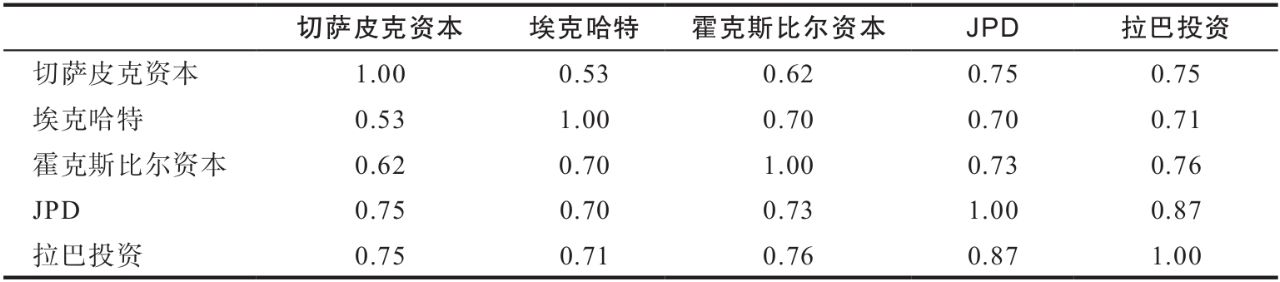 切萨皮克资本 埃克哈特 霍克斯比尔资本 JPD 拉巴投资
切萨皮克资本 1.00 0.53 0.62 0.75 0.75
埃克哈特 0.53 1.00 0.70 0.70 0.71
霍克斯比尔资本 0.62 0.70 1.00 0.73 0.76
JPD 0.75 0.70 0.73 1.00 0.87
拉巴投资 0.75 0.71 0.76 0.87 1.00